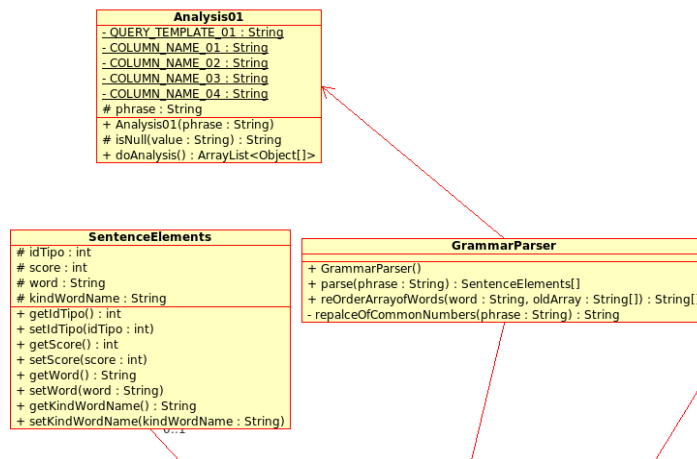 Analysis01
- QUERY_TEMPLATE_01 : String
- COLUMN_NAME_01 : String
- COLUMN_NAME_02 : String
- COLUMN_NAME_03 : String
- COLUMN_NAME_04 : String
# phrase : String
+ Analysis01(phrase : String)
# isNull(value : String) : String
+ doAnalysis() : ArrayList<Object[]>
SentenceElements
# idTipo : int
# score : int
# word : String
# kindWordName : String
+ getIdTipo() : int
+ setIdTipo(idTipo : int)
+ getScore() : int
+ setScore(score : int)
+ getWord() : String
+ setWord(word : String)
+ getKindWordName() : String
+ setKindWordName(kindWordName : String)
0..1
GrammarParser
+ GrammarParser()
+ parse(phrase : String) : SentenceElements[]
+ reOrderArrayofWords(word : String, oldArray : String[]) : String[
- repalceOfCommonNumbers(phrase : String) : String